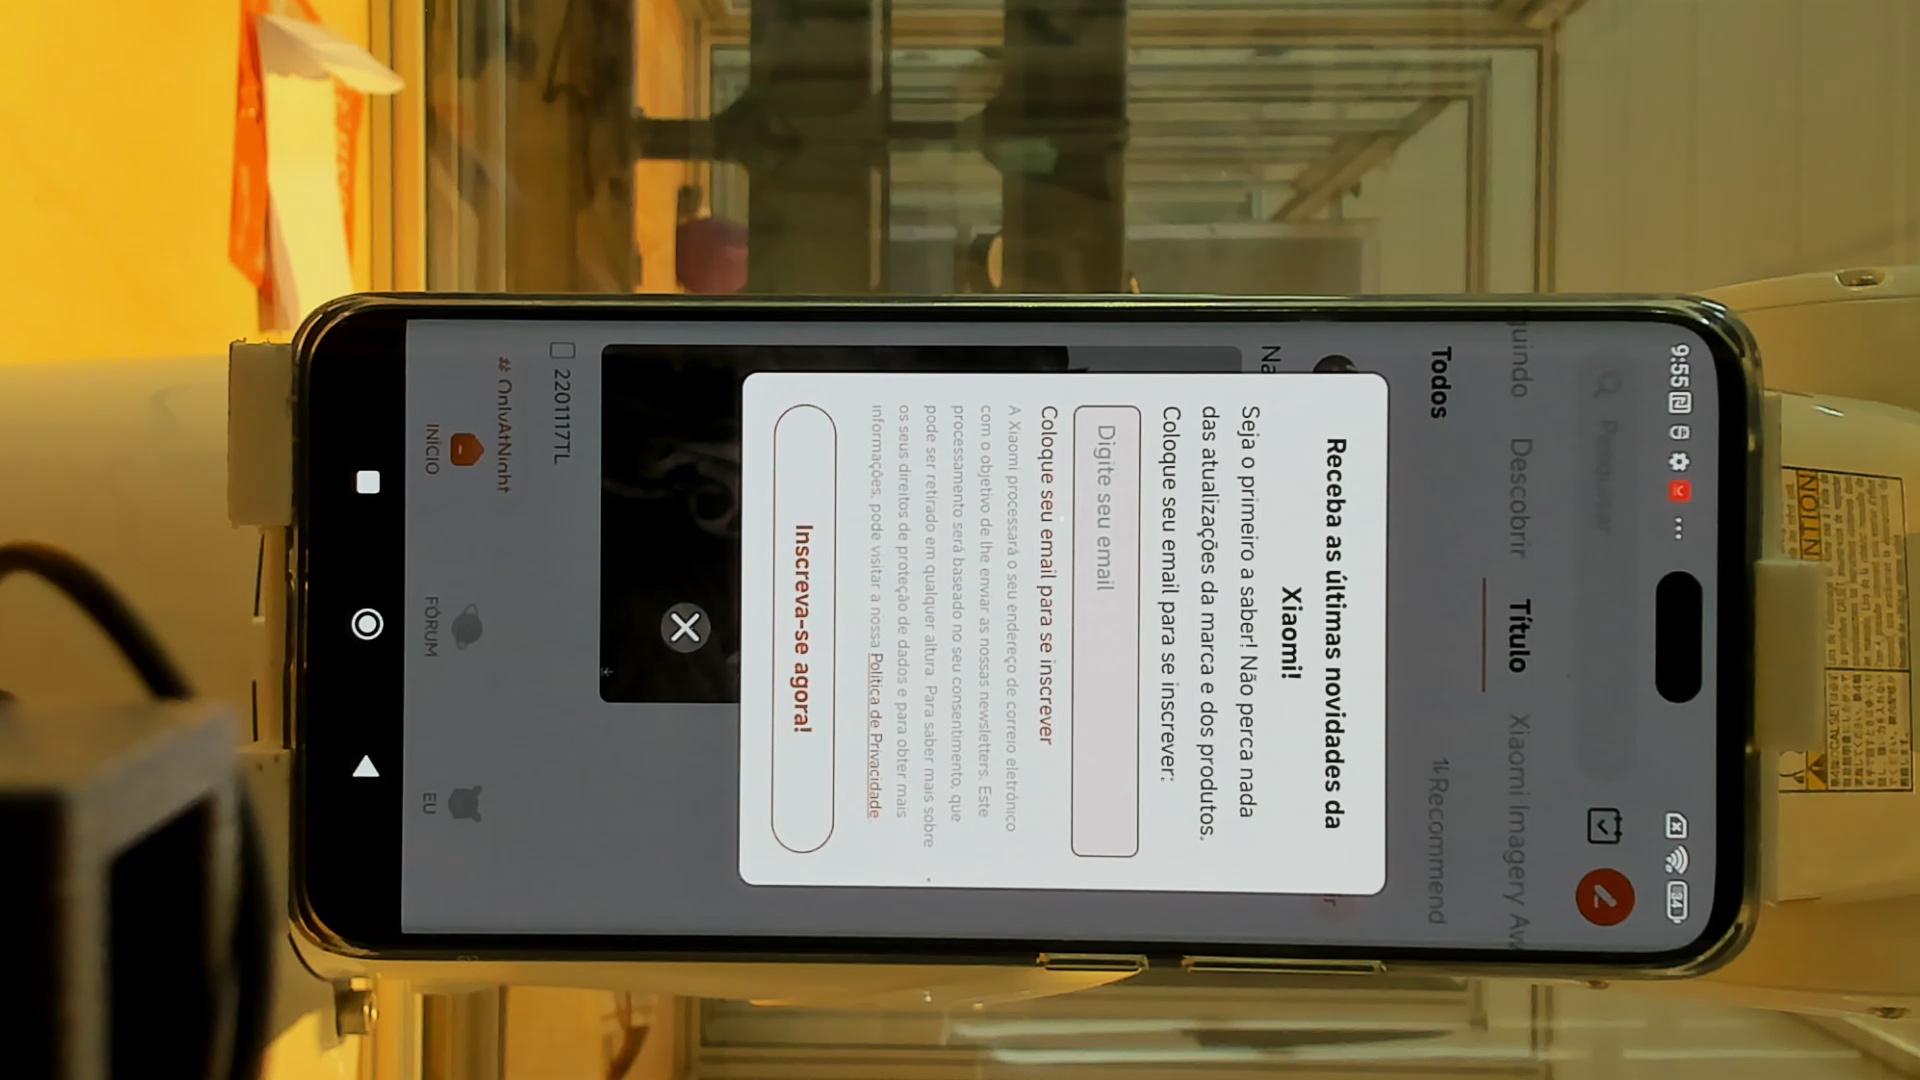 9:55
34
Pesquisar
guindo Descobrir Título Xiaomi Imagery Aw
Todos
Recommend
Na
Receba as últimas novidades da
Xiaomi!
Seja o primeiro a saber! Não perca nada
das atualizações da marca e dos produtos.
Coloque seu email para se inscrever:
Digite seu email
Coloque seu email para se inscrever
A Xiaomi processará o seu endereço de correio eletrónico
com o objetivo de lhe enviar as nossas newsletters. Este
processamento será baseado no seu consentimento, que
pode ser retirado em qualquer altura. Para saber mais sobre
os seus direitos de proteção de dados e para obter mais
informações, pode visitar a nossa Política de Privacidade.
Inscreva-se agora!
2201117TL
# OnlyAtNight
INÍCIO
FÓRUM
EU